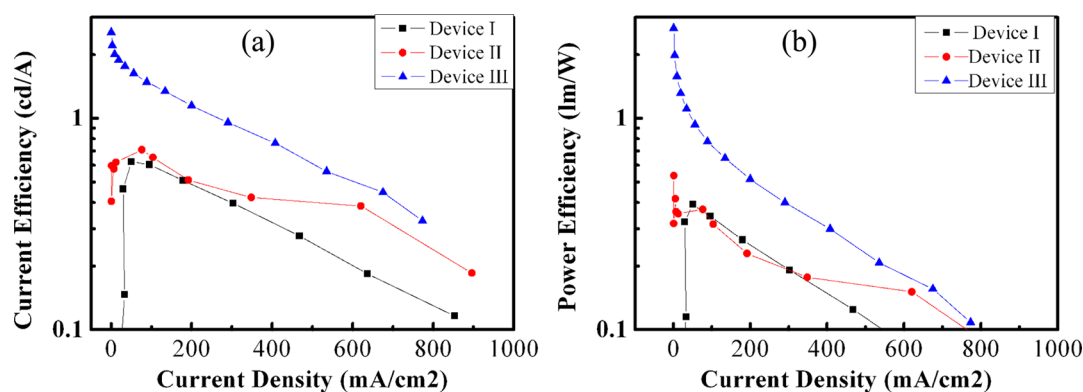 (a)
Device I
Device II
Device III
Current Efficiency (cd/A)
1
0.1
0 200 400 600 800 1000
Current Density (mA/cm2)
(b)
Device I
Device II
Device III
Power Efficiency (lm/W)
1
0.1
0 200 400 600 800 1000
Current Density (mA/cm2)